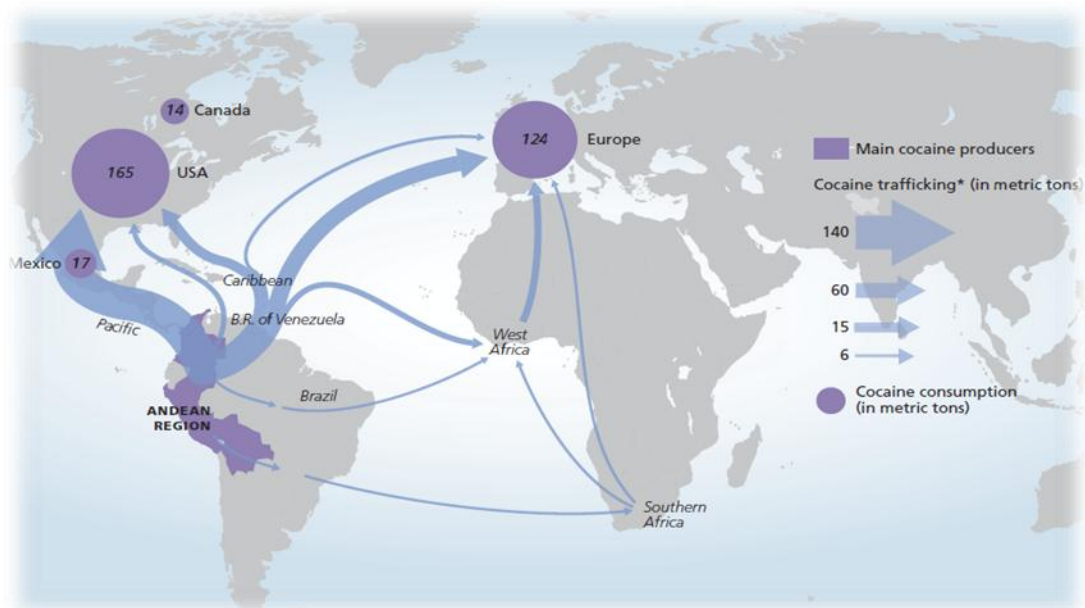 14 Canada
165 USA
124 Europe
Mexico 17
Caribbean
Pacific
B.R. of Venezuela
West
Africa
Brazil
ANDEAN
REGION
Southern
Africa
Main cocaine producers
Cocaine trafficking* (in metric tons)
140
60
15
6
Cocaine consumption
(in metric tons)